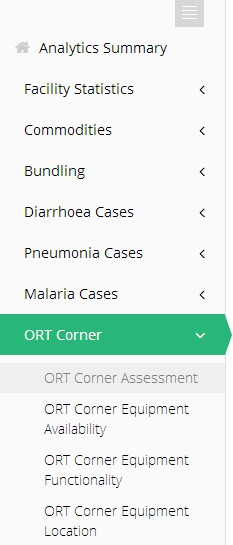 Analytics Summary
Facility Statistics
Commodities
Bundling
Diarrhoea Cases
Pneumonia Cases
Malaria Cases
ORT Corner
ORT Corner Assessment
ORT Corner Equipment
Availability
ORT Corner Equipment
Functionality
ORT Corner Equipment
Location